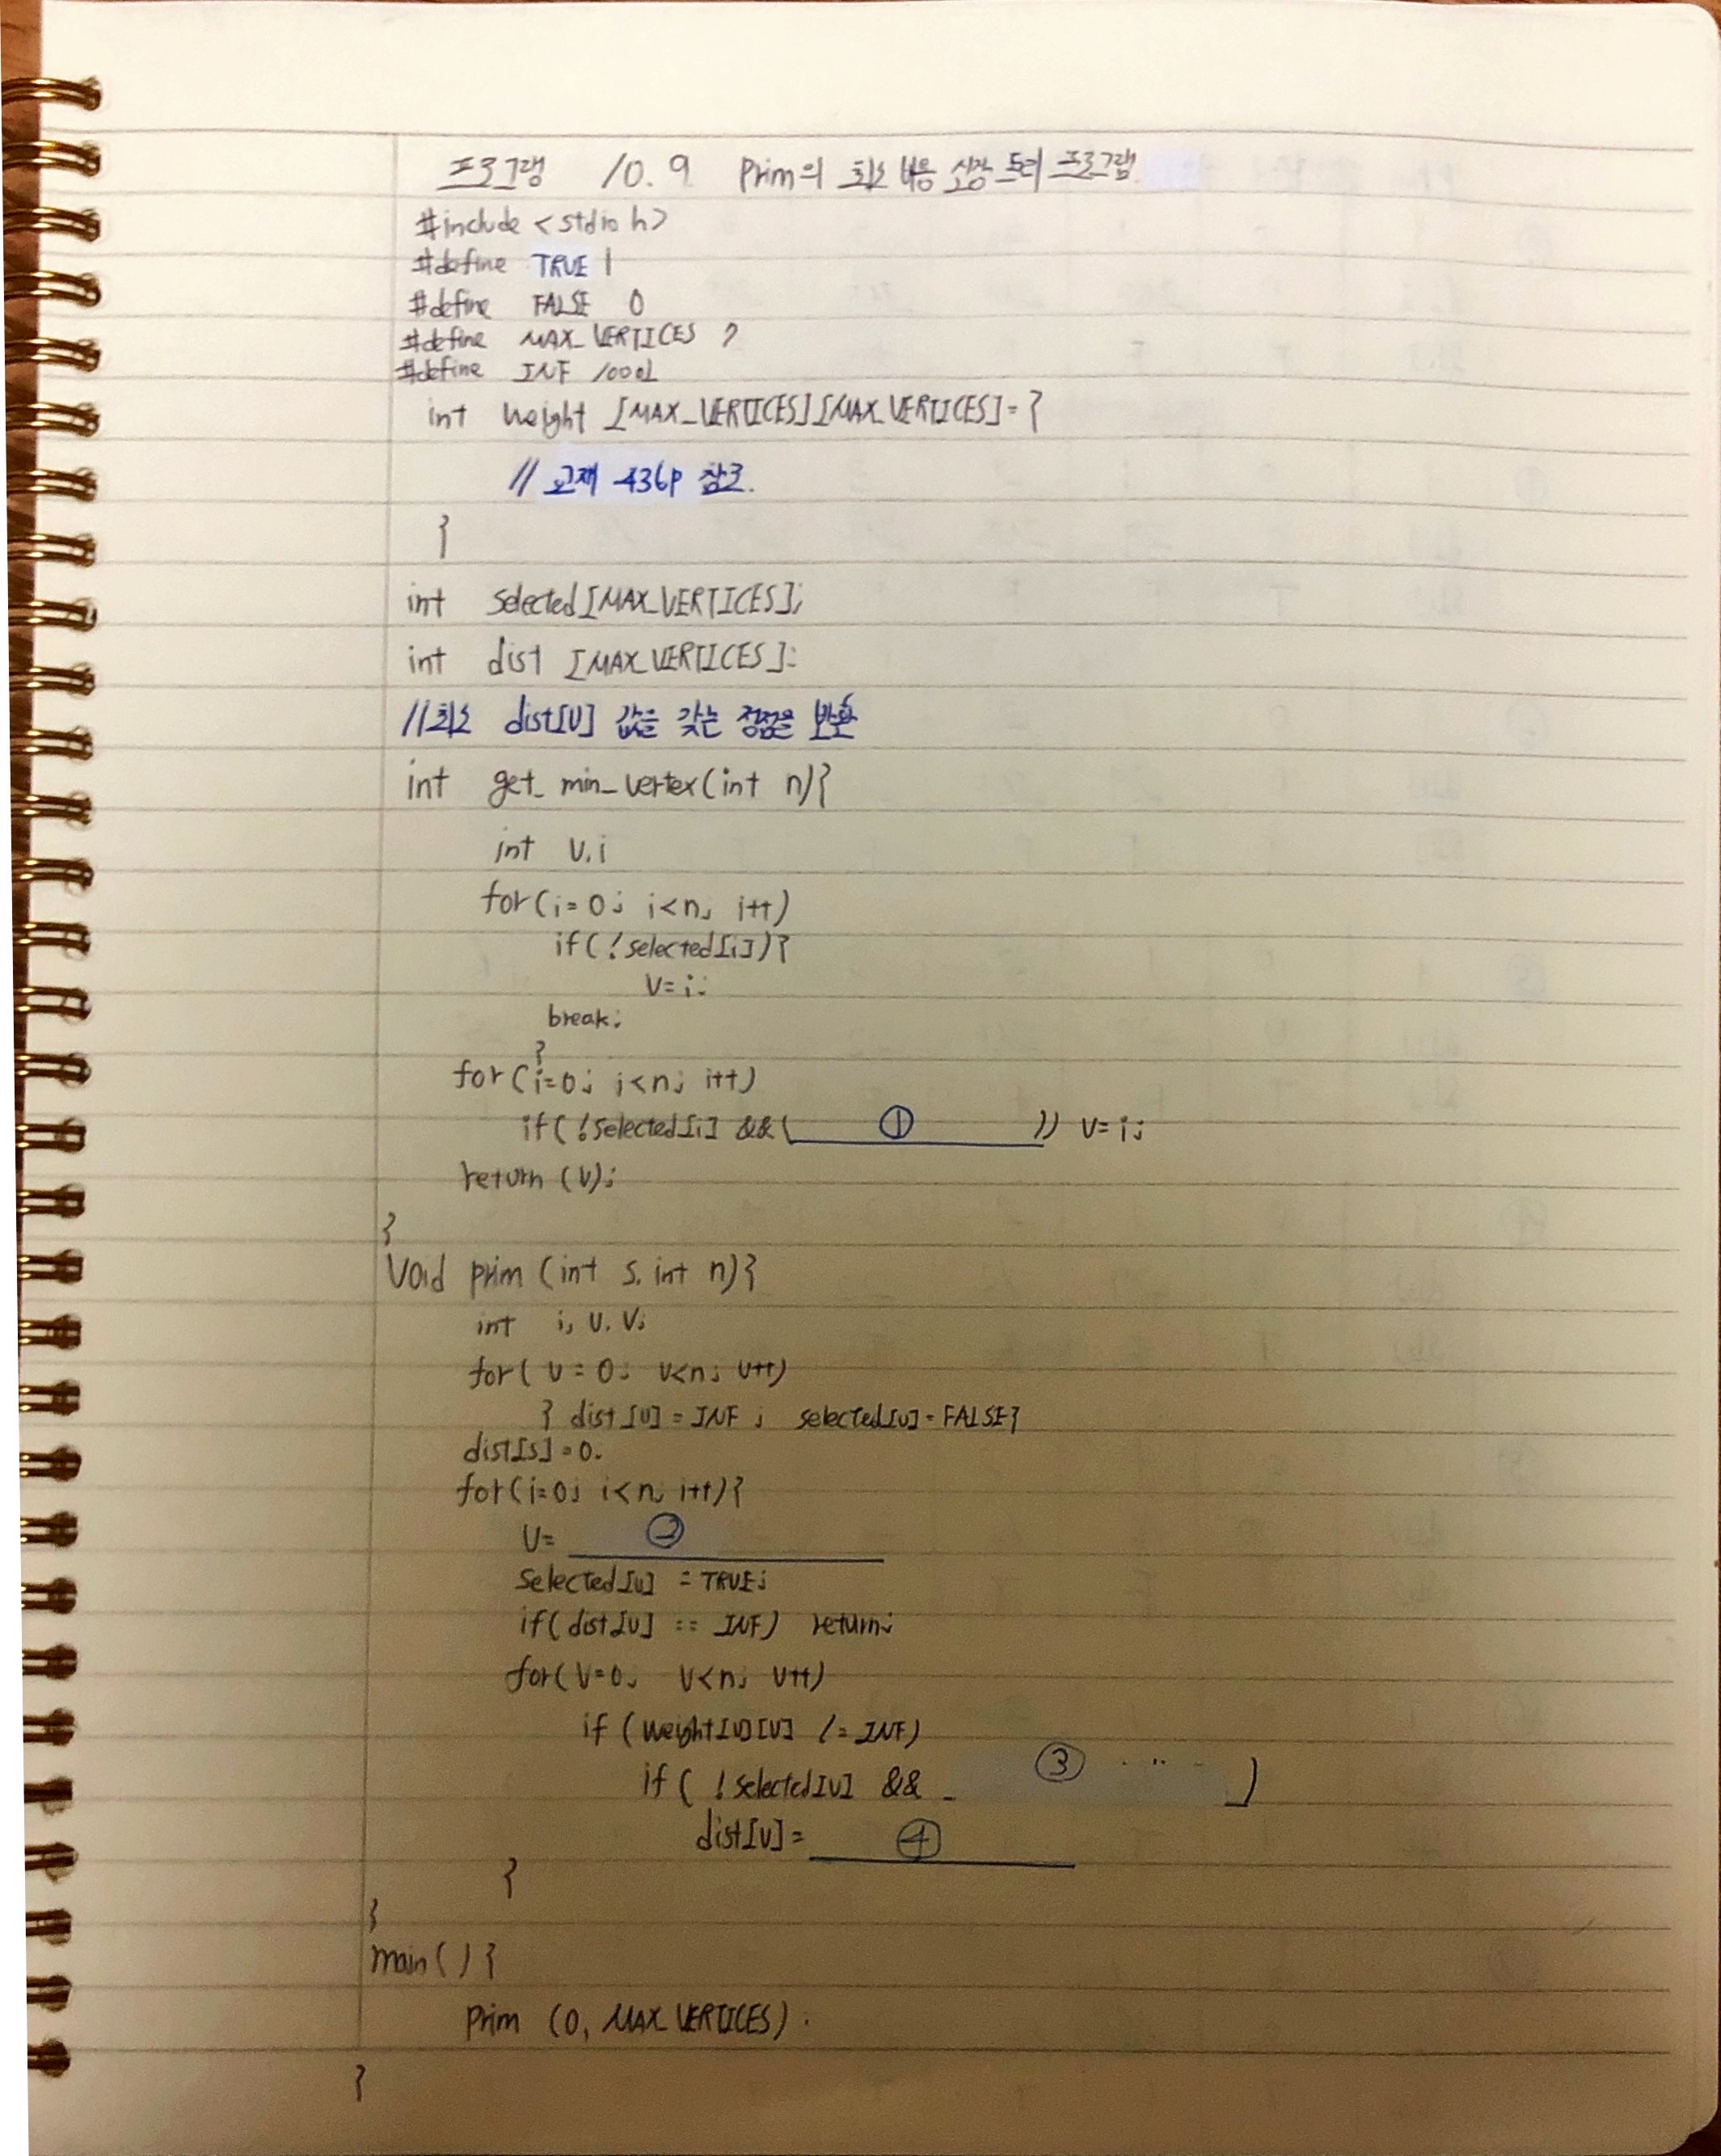 프로그램 10.9 Prim의 최소 비용 신장 트리 프로그램
#include <stdio h>
#define TRUE 1
#define FALSE 0
#define MAX_VERTICES 7
#define INF 1000L
int weight [MAX_VERTICES][MAX_VERTICES]={
// 교재 436p 참고.
}
int selected[MAX_VERTICES];
int dist [MAX_VERTICES];
//최소 dist[v] 값을 갖는 정점을 반환
int get_min_vertex(int n){
int v,i
for(i=0; i<n; i++)
if(!selected[i]){
v=i;
break;
}
for(i=0; i<n; i++)
if(!selected[i] &&( ① )) v=i;
return (v);
}
Void prim (int s, int n){
int i, u, v;
for( u=0; u<n; u++)
{ dist[u]=INF ; selected[u]=FALSE}
dist[s]=0.
for(i=0; i<n; i++){
u= ②
selected[u] = TRUE;
if(dist[u] == INF) return;
for(v=0; v<n; v++)
if (weight[u][v] != INF)
if( !selected[v] && ③ )
dist[v]= ④
}
}
main( ) {
Prim (0, MAX_VERTICES).
}